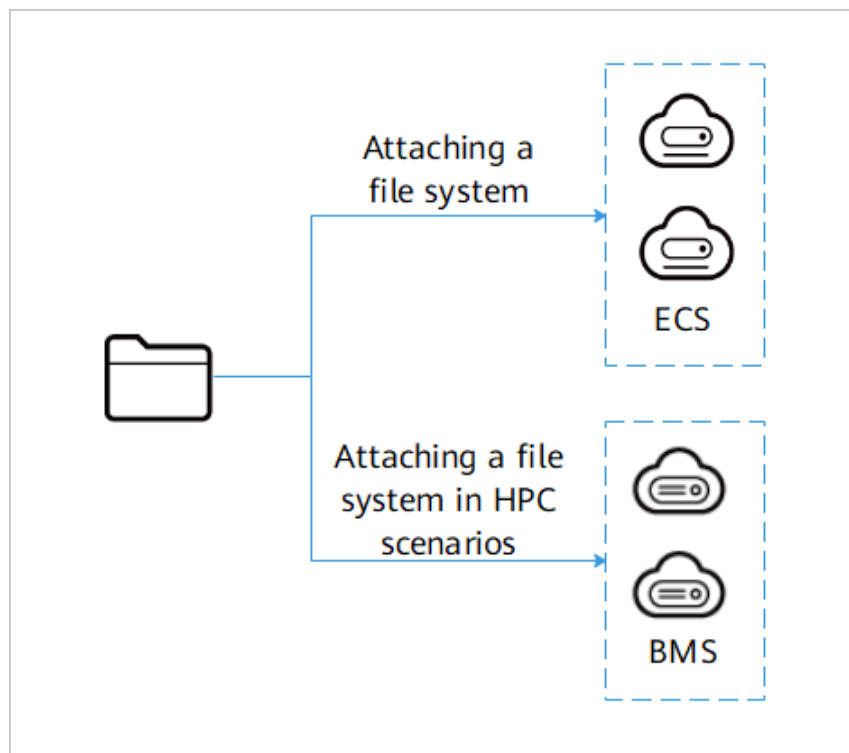 Attaching a
file system
ECS
Attaching a file
system in HPC
scenarios
BMS